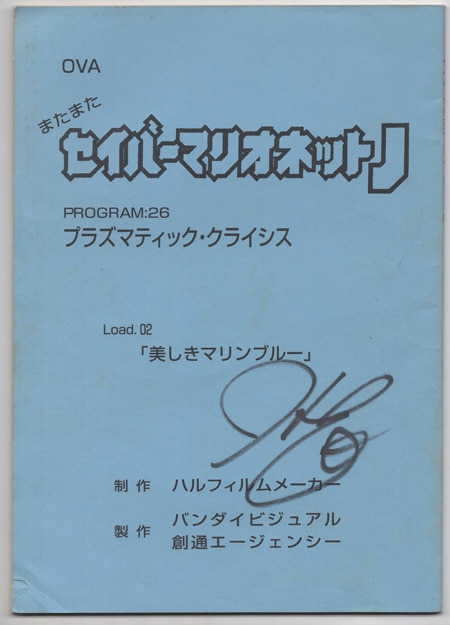 OVA
またまた
セイバーマリオネットJ
PROGRAM:26
プラズマティック・クライシス
Load.02
「美しきマリンブルー」
制作 ハルフィルムメーカー
製作 バンダイビジュアル
創通エージェンシー